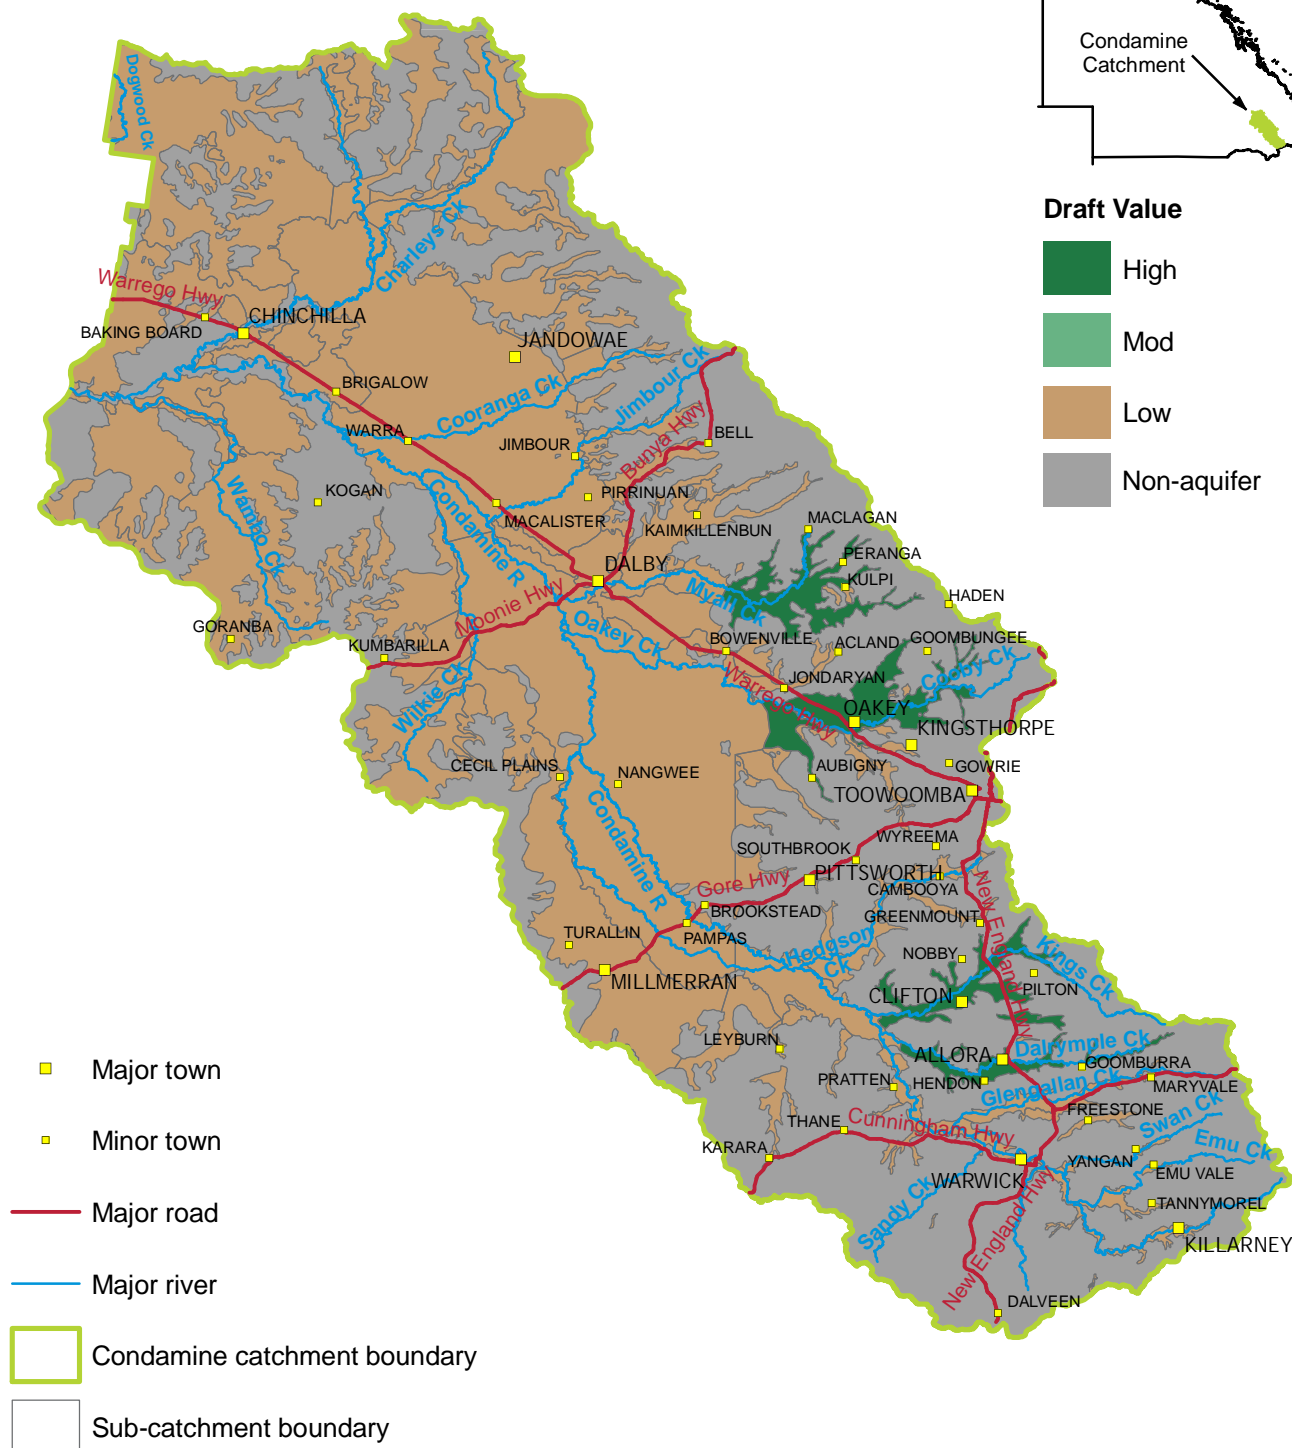 Condamine
Catchment
Draft Value
High
Mod
Low
Non-aquifer
Dogwood Ck
Charleys Ck
Warrego Hwy
BAKING BOARD
CHINCHILLA
JANDOWAE
BRIGALOW
Cooranga Ck
Jimbour Ck
WARRA
JIMBOUR
Bunya Hwy
BELL
KOGAN
Wambo Ck
Condamine R
MACALISTER
PIRRINUAN
KAIMKILLENBUN
MACLAGAN
PERANGA
KULPI
HADEN
DALBY
Myall Ck
Moonie Hwy
GORANBA
KUMBARILLA
Oakey Ck
BOWENVILLE
ACLAND
GOOMBUNGEE
Cooby Ck
Wilkie Ck
JONDARYAN
Warrego Hwy
OAKEY
KINGSTHORPE
CECIL PLAINS
NANGWEE
AUBIGNY
GOWRIE
TOOWOOMBA
Condamine R
SOUTHBROOK
WYREEMA
PITTSWORTH
CAMBOOYA
Gore Hwy
BROOKSTEAD
GREENMOUNT
New England Hwy
TURALLIN
PAMPAS
Hodgson
Ck
NOBBY
Kings Ck
MILLMERRAN
PILTON
CLIFTON
LEYBURN
ALLORA
Dalrymple Ck
GOOMBURRA
PRATTEN
HENDON
Glengallan Ck
MARYVALE
THANE
Cunningham Hwy
FREESTONE
Swan Ck
KARARA
Emu Ck
YANGAN
EMU VALE
WARWICK
Sandy Ck
TANNYMOREL
New England Hwy
KILLARNEY
DALVEEN
Major town
Minor town
Major road
Major river
Condamine catchment boundary
Sub-catchment boundary